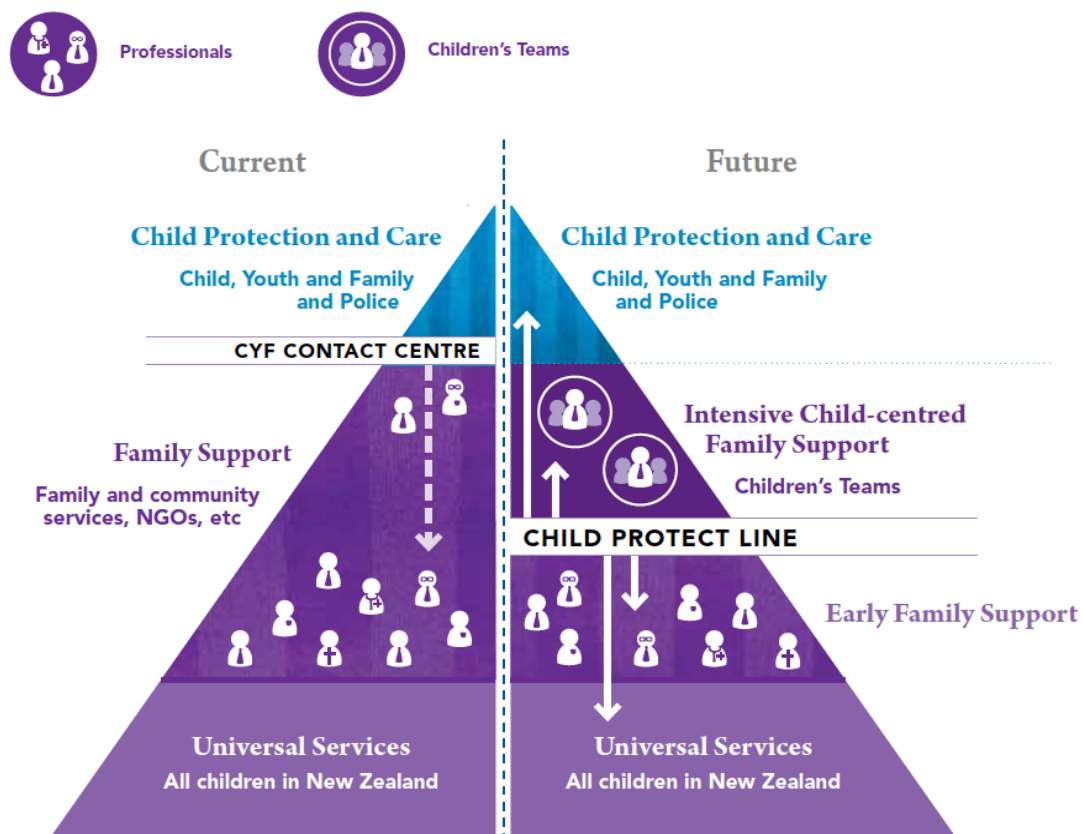 Professionals
Children's Teams
Current
Future
Child Protection and Care
Child, Youth and Family
and Police
CYF CONTACT CENTRE
Family Support
Family and community
services, NGOs, etc
Universal Services
All children in New Zealand
Child Protection and Care
Child, Youth and Family
and Police
Intensive Child-centred
Family Support
Children's Teams
CHILD PROTECT LINE
Early Family Support
Universal Services
All children in New Zealand